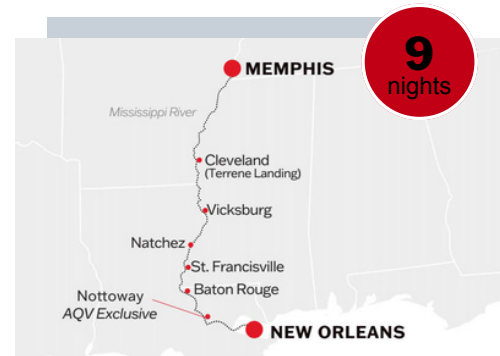 9
nights
MEMPHIS
Mississippi River
Cleveland
(Terrene Landing)
Vicksburg
Natchez
St. Francisville
Baton Rouge
Nottoway
AQV Exclusive
NEW ORLEANS